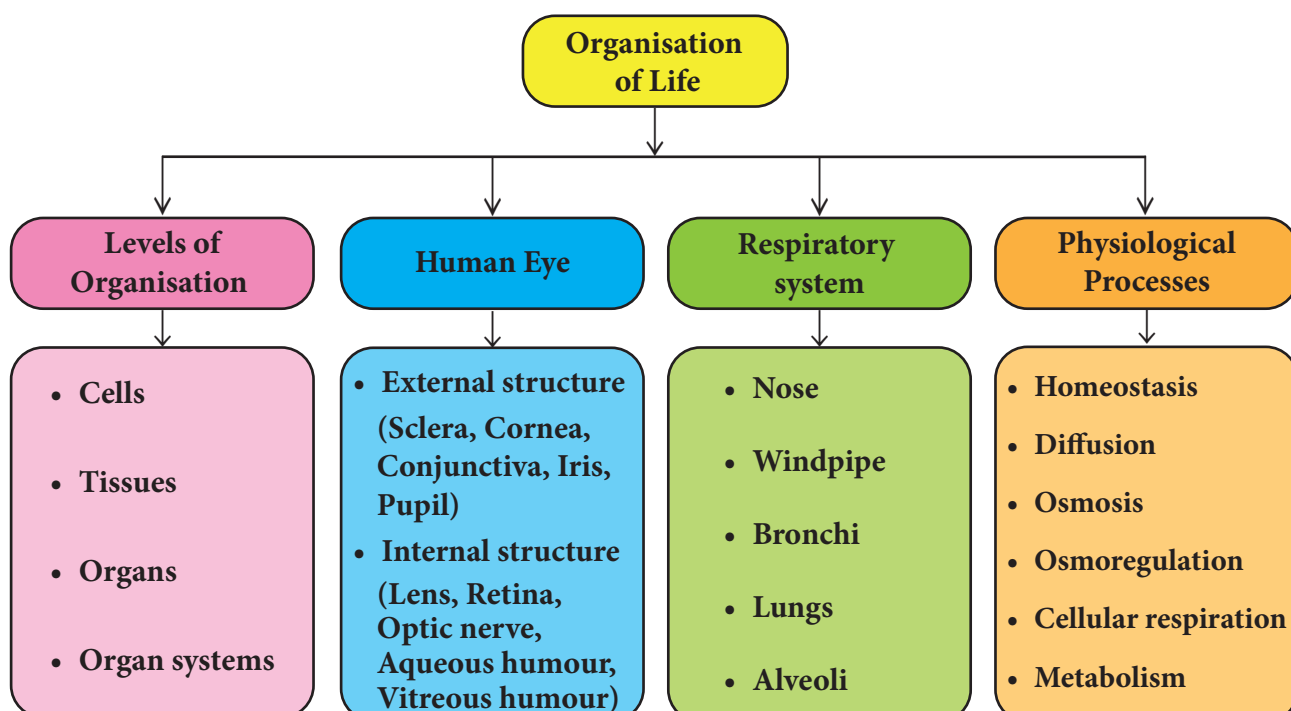 Organisation
of Life
Levels of
Organisation
Human Eye
Respiratory
system
Physiological
Processes
• Cells
• Tissues
• Organs
• Organ systems
• External structure
(Sclera, Cornea,
Conjunctiva, Iris,
Pupil)
• Internal structure
(Lens, Retina,
Optic nerve,
Aqueous humour,
Vitreous humour)
• Nose
• Windpipe
• Bronchi
• Lungs
• Alveoli
• Homeostasis
• Diffusion
• Osmosis
• Osmoregulation
• Cellular respiration
• Metabolism